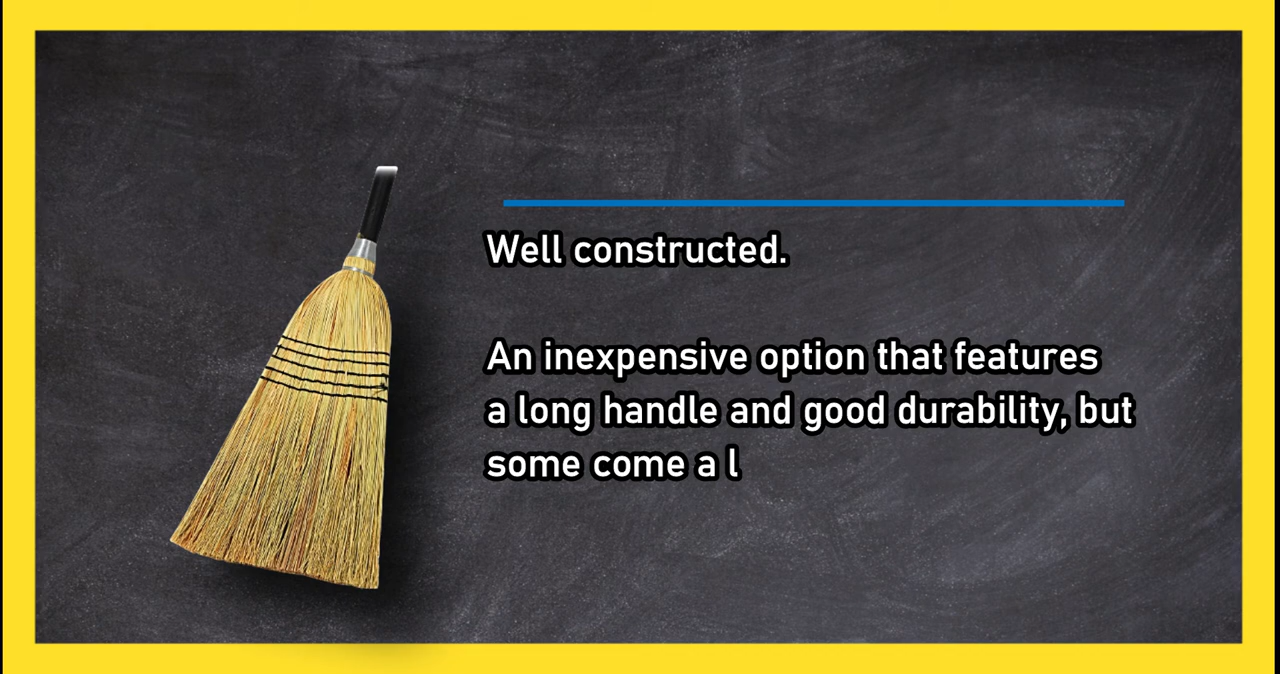 Well constructed.
An inexpensive option that features
a long handle and good durability, but
some come a l